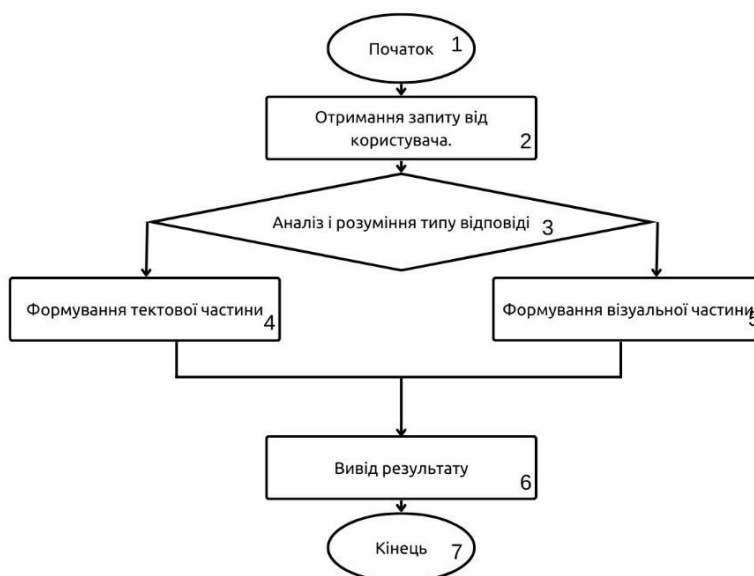 Початок 1
Отримання запиту від
користувача. 2
Аналіз і розуміння типу відповіді 3
Формування тектової частини 4
Формування візуальної частини 5
Вивід результату 6
Кінець 7